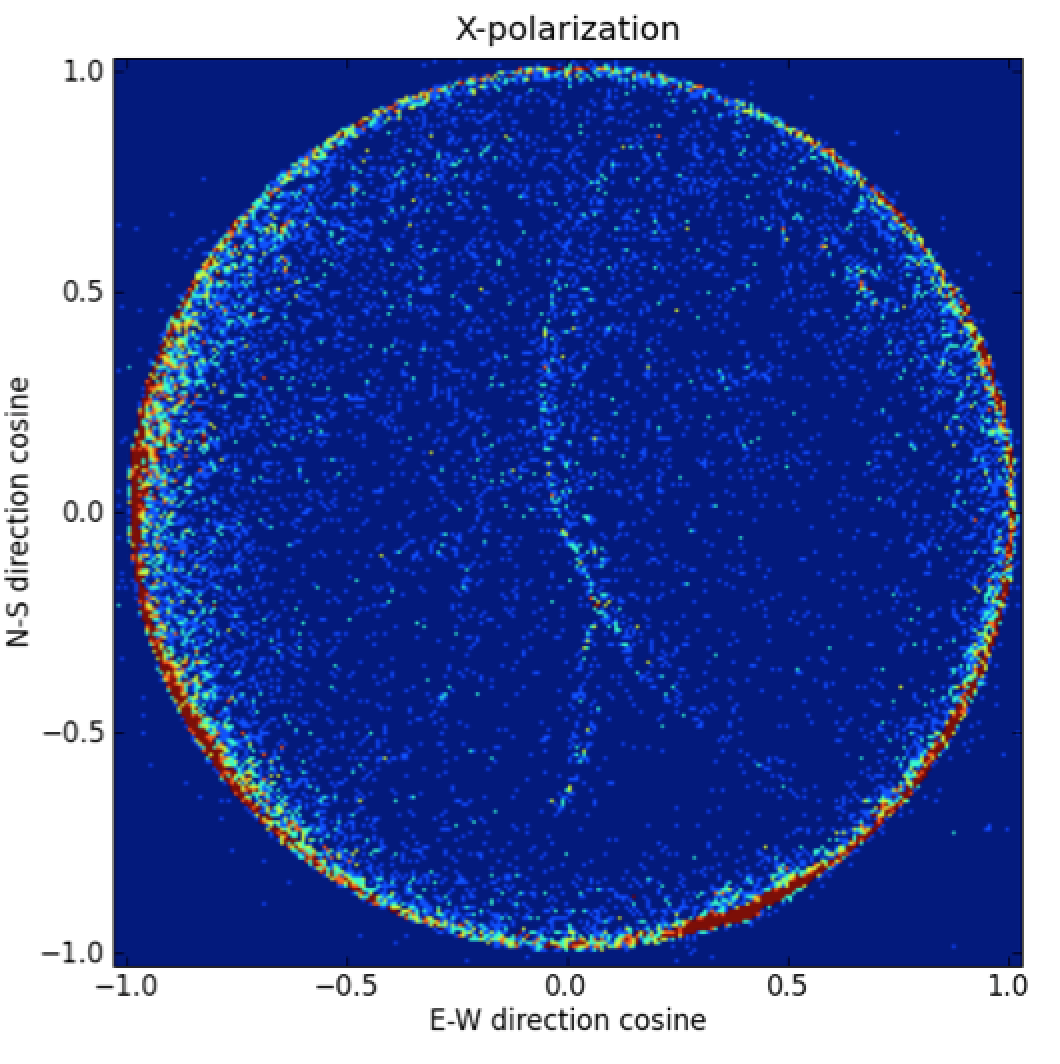 X-polarization
1.0
0.5
0.0
−0.5
−1.0
N-S direction cosine
−1.0 −0.5 0.0 0.5 1.0
E-W direction cosine